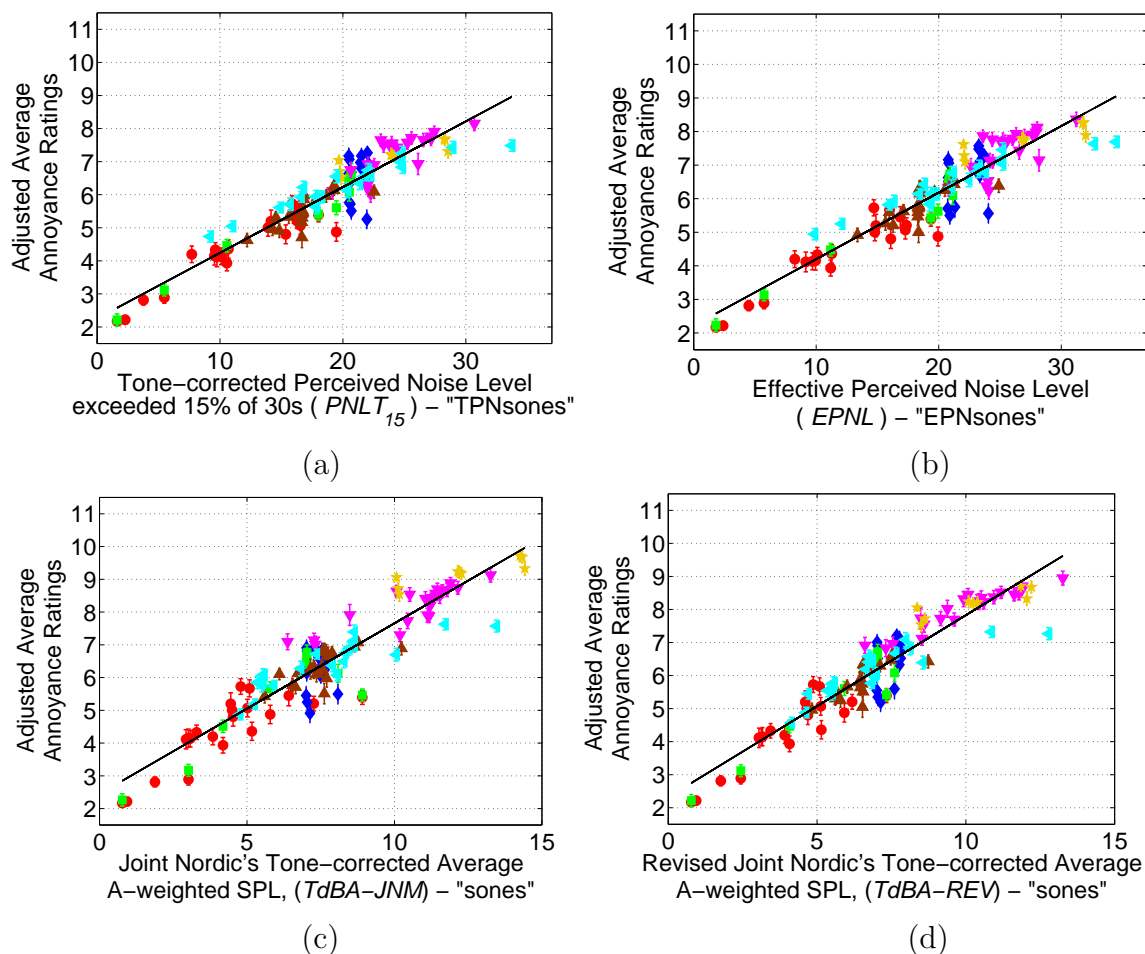 11
10
9
8
7
6
5
4
3
2
Adjusted Average
Annoyance Ratings
0 10 20 30
Tone−corrected Perceived Noise Level
exceeded 15% of 30s ( PNLT15 ) − "TPNsones"
(a)
11
10
9
8
7
6
5
4
3
2
Adjusted Average
Annoyance Ratings
0 10 20 30
Effective Perceived Noise Level
( EPNL ) − "EPNsones"
(b)
11
10
9
8
7
6
5
4
3
2
Adjusted Average
Annoyance Ratings
0 5 10 15
Joint Nordic's Tone−corrected Average
A−weighted SPL, (TdBA−JNM) − "sones"
(c)
11
10
9
8
7
6
5
4
3
2
Adjusted Average
Annoyance Ratings
0 5 10 15
Revised Joint Nordic's Tone−corrected Average
A−weighted SPL, (TdBA−REV) − "sones"
(d)